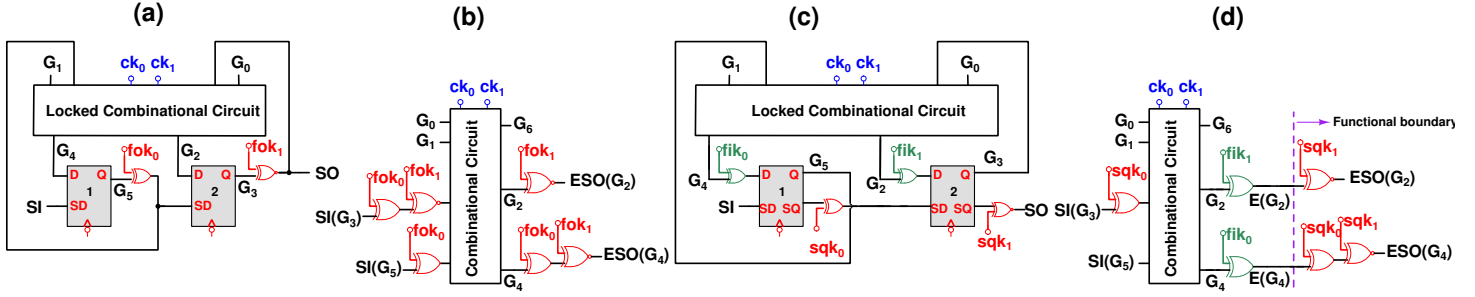 (a)
G1
ck0
ck1
G0
Locked Combinational Circuit
G4
fok0
G2
fok1
D
Q
1
SD
G5
D
Q
2
SD
G3
SO
SI
(b)
ck0
ck1
G0
G1
G6
Combinational Circuit
fok0
fok1
fok1
ESO(G2)
G2
SI(G3)
fok0
fok0
fok1
SI(G5)
G4
ESO(G4)
(c)
G1
ck0
ck1
G0
Locked Combinational Circuit
fik0
fik1
G4
G5
G2
G3
D
Q
1
SD
SQ
D
Q
2
SD
SQ
SI
sqk0
sqk1
SO
(d)
ck0
ck1
G0
G1
G6
Functional boundary
Combinational Circuit
sqk0
fik1
sqk1
SI(G3)
G2
E(G2)
ESO(G2)
fik0
sqk0
sqk1
SI(G5)
G4
E(G4)
ESO(G4)